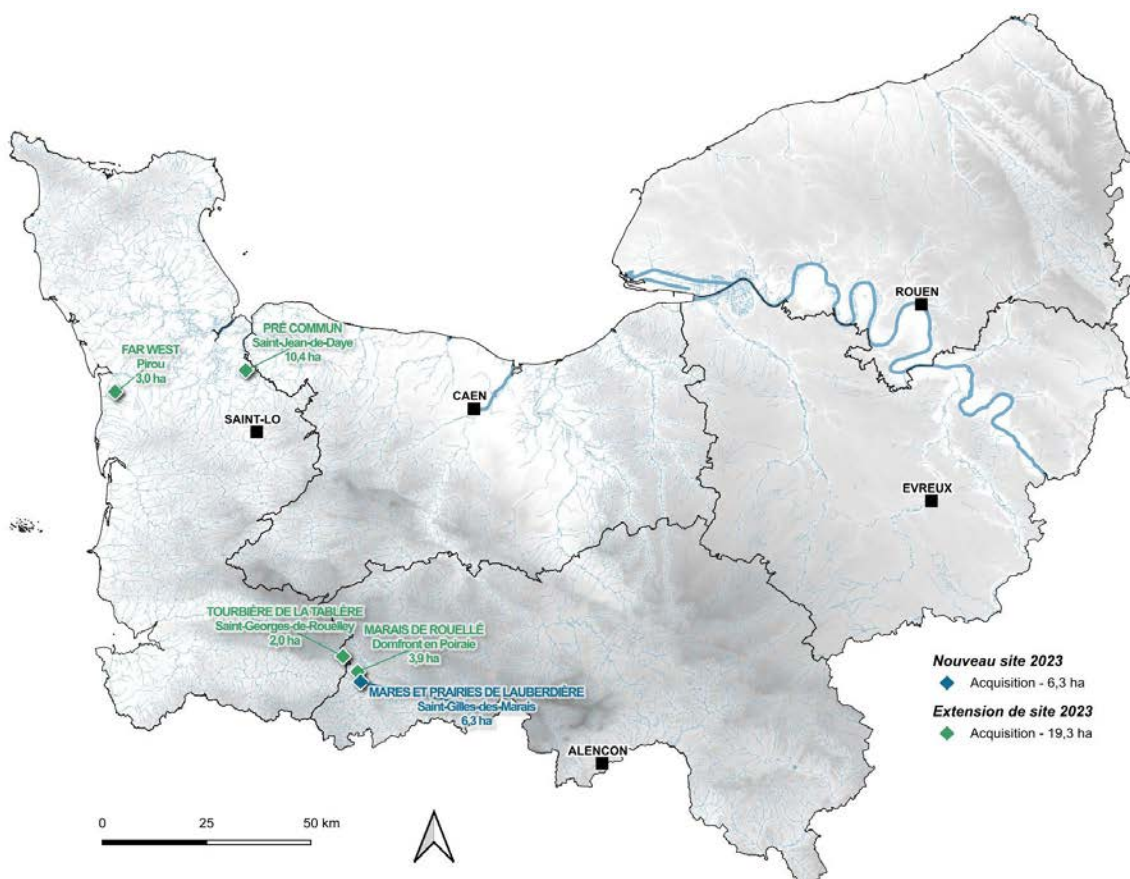 ROUEN
PRÉ COMMUN
Saint-Jean-de-Daye
10,4 ha
FAR WEST
Pirou
3,0 ha
CAEN
SAINT-LO
EVREUX
TOURBIÈRE DE LA TABLÈRE
Saint-Georges-de-Rouelley
2,0 ha
MARAIS DE ROUELLÉ
Domfront en Poiraie
3,9 ha
MARES ET PRAIRIES DE LAUBERDIÈRE
Saint-Gilles-des-Marais
6,3 ha
ALENCON
Nouveau site 2023
Acquisition - 6,3 ha
Extension de site 2023
Acquisition - 19,3 ha
0 25 50 km